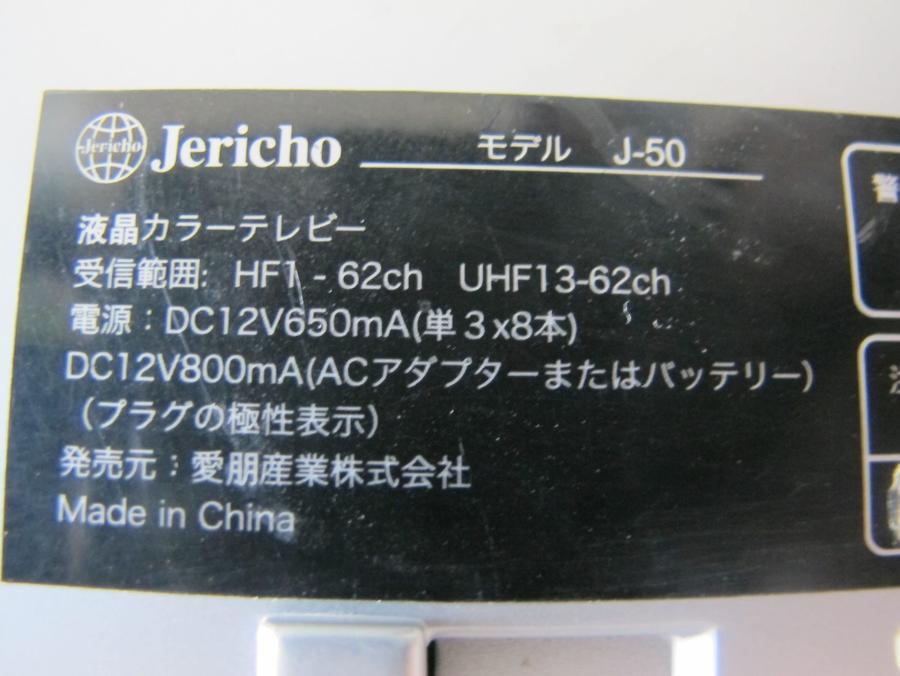 Jericho Jericho モデル J-50
液晶カラーテレビー
受信範囲: HF1 - 62ch UHF13-62ch
電源：DC12V650mA(単３x8本)
DC12V800mA(ACアダプターまたはバッテリー)
（プラグの極性表示)
発売元：愛朋産業株式会社
Made in China